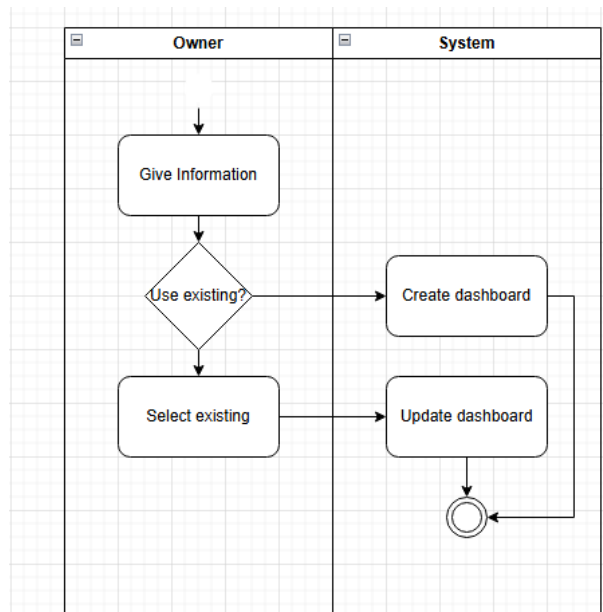 Owner
System
Give Information
Use existing?
Create dashboard
Select existing
Update dashboard